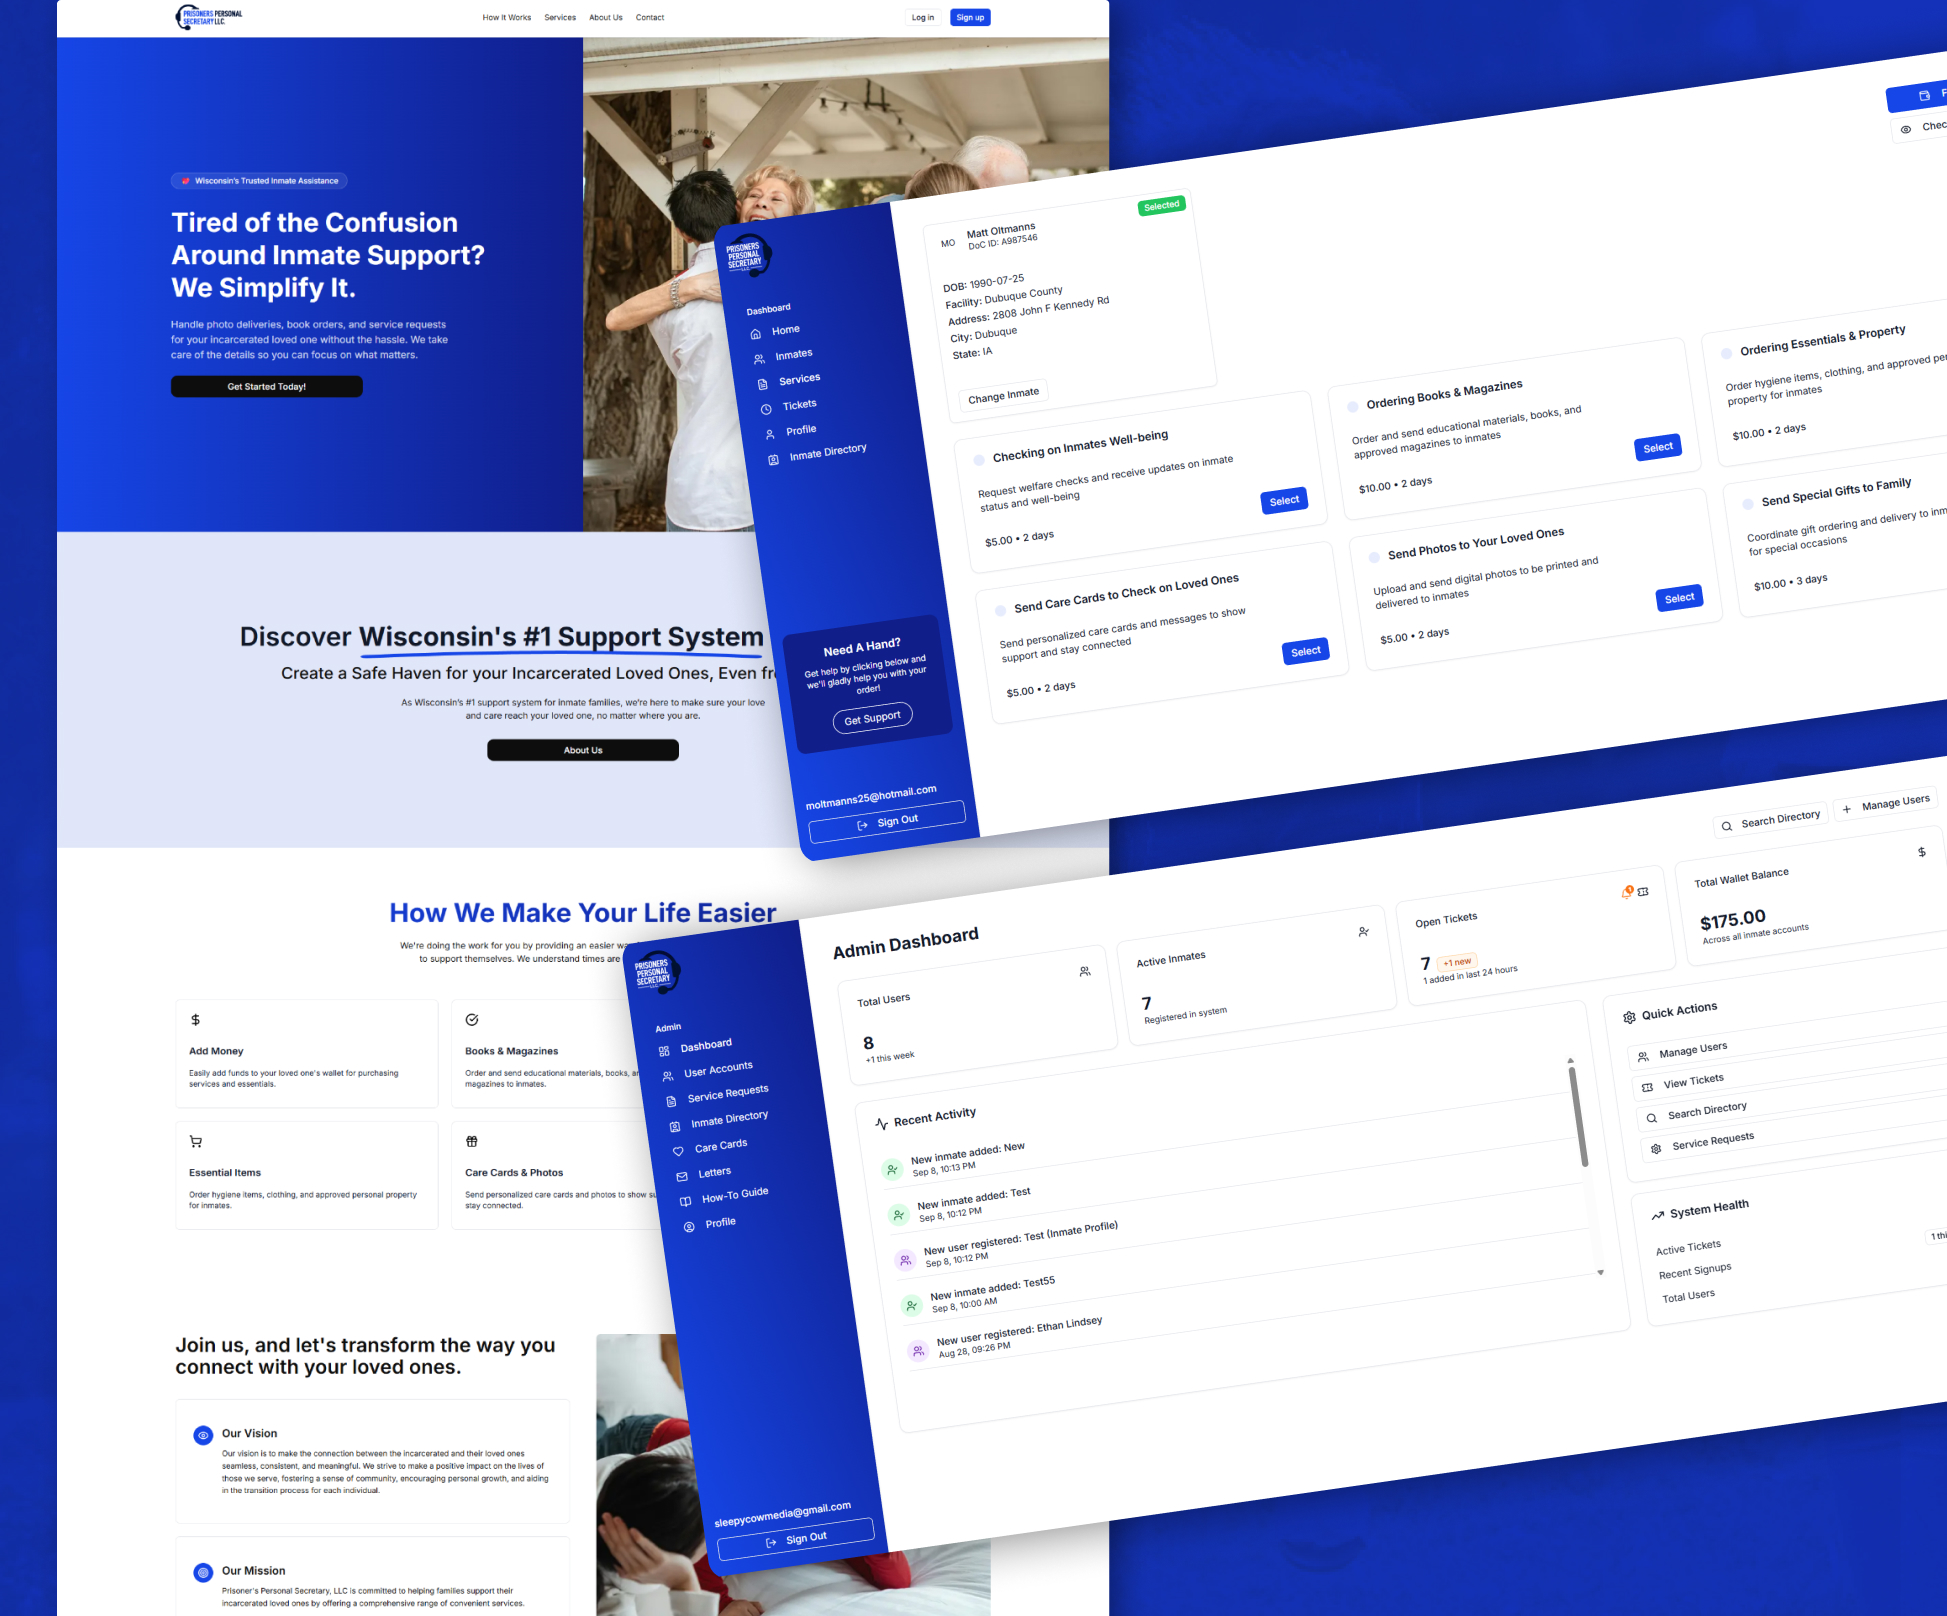 PRISONERS PERSONAL
SECRETARY LLC.
How It Works
Services
About Us
Contact
Log in
Sign up
Wisconsin's Trusted Inmate Assistance
Tired of the Confusion
Around Inmate Support?
We Simplify It.
Handle photo deliveries, book orders, and service requests
for your incarcerated loved one without the hassle. We take
care of the details so you can focus on what matters.
Get Started Today!
Discover Wisconsin's #1 Support System
Create a Safe Haven for your Incarcerated Loved Ones, Even
As Wisconsin's #1 support system for inmate families, we're here to make sure your love
and care reach your loved one, no matter where you are.
About Us
How We Make Your Life Easier
We're doing the work for you by providing an easier
to support themselves. We understand times are
Add Money
Easily add funds to your loved one's wallet for purchasing
services and essentials.
Books & Magazines
Order and send educational materials, books,
magazines to inmates.
Essential Items
Order hygiene items, clothing, and approved personal property
for inmates.
Care Cards & Photos
Send personalized care cards and photos to show
stay connected.
Join us, and let's transform the way you
connect with your loved ones.
Our Vision
Our vision is to make the connection between the incarcerated and their loved ones
seamless, consistent, and meaningful. We strive to make a positive impact on the lives of
those we serve, fostering a sense of community, encouraging personal growth, and aiding
in the transition process for each individual.
Our Mission
Prisoner's Personal Secretary, LLC is committed to helping families support their
incarcerated loved ones by offering a comprehensive range of convenient services.
PRISONERS
PERSONAL
SECRETARY
LLC
Dashboard
Home
Inmates
Services
Tickets
Profile
Inmate Directory
Need A Hand?
Get help by clicking below and
we'll gladly help you with your
order!
Get Support
moltmanns25@hotmail.com
Sign Out
MO
Matt Oltmanns
DoC ID: A987546
Selected
DOB: 1990-07-25
Facility: Dubuque County
Address: 2808 John F Kennedy Rd
City: Dubuque
State: IA
Change Inmate
Checking on Inmates Well-being
Request welfare checks and receive updates on inmate
status and well-being
$5.00 • 2 days
Select
Ordering Books & Magazines
Order and send educational materials, books, and
approved magazines to inmates
$10.00 • 2 days
Select
Ordering Essentials & Property
Order hygiene items, clothing, and approved
property for inmates
$10.00 • 2 days
Send Care Cards to Check on Loved Ones
Send personalized care cards and messages to show
support and stay connected
$5.00 • 2 days
Select
Send Photos to Your Loved Ones
Upload and send digital photos to be printed and
delivered to inmates
$5.00 • 2 days
Select
Send Special Gifts to Family
Coordinate gift ordering and delivery to
for special occasions
$10.00 • 3 days
PRISONERS
PERSONAL
SECRETARY
LLC
Admin
Dashboard
User Accounts
Service Requests
Inmate Directory
Care Cards
Letters
How-To Guide
Profile
sleepycowmedia@gmail.com
Sign Out
Admin Dashboard
Search Directory
Manage Users
Total Users
8
+1 this week
Active Inmates
7
Registered in system
Open Tickets
1
7 +1 new
1 added in last 24 hours
Total Wallet Balance
$175.00
Across all inmate accounts
Recent Activity
New inmate added: New
Sep 8, 10:13 PM
New inmate added: Test
Sep 8, 10:12 PM
New user registered: Test (Inmate Profile)
Sep 8, 10:12 PM
New inmate added: Test55
Sep 8, 10:00 AM
New user registered: Ethan Lindsey
Aug 28, 09:26 PM
Quick Actions
Manage Users
View Tickets
Search Directory
Service Requests
System Health
Active Tickets
Recent Signups
1
Total Users